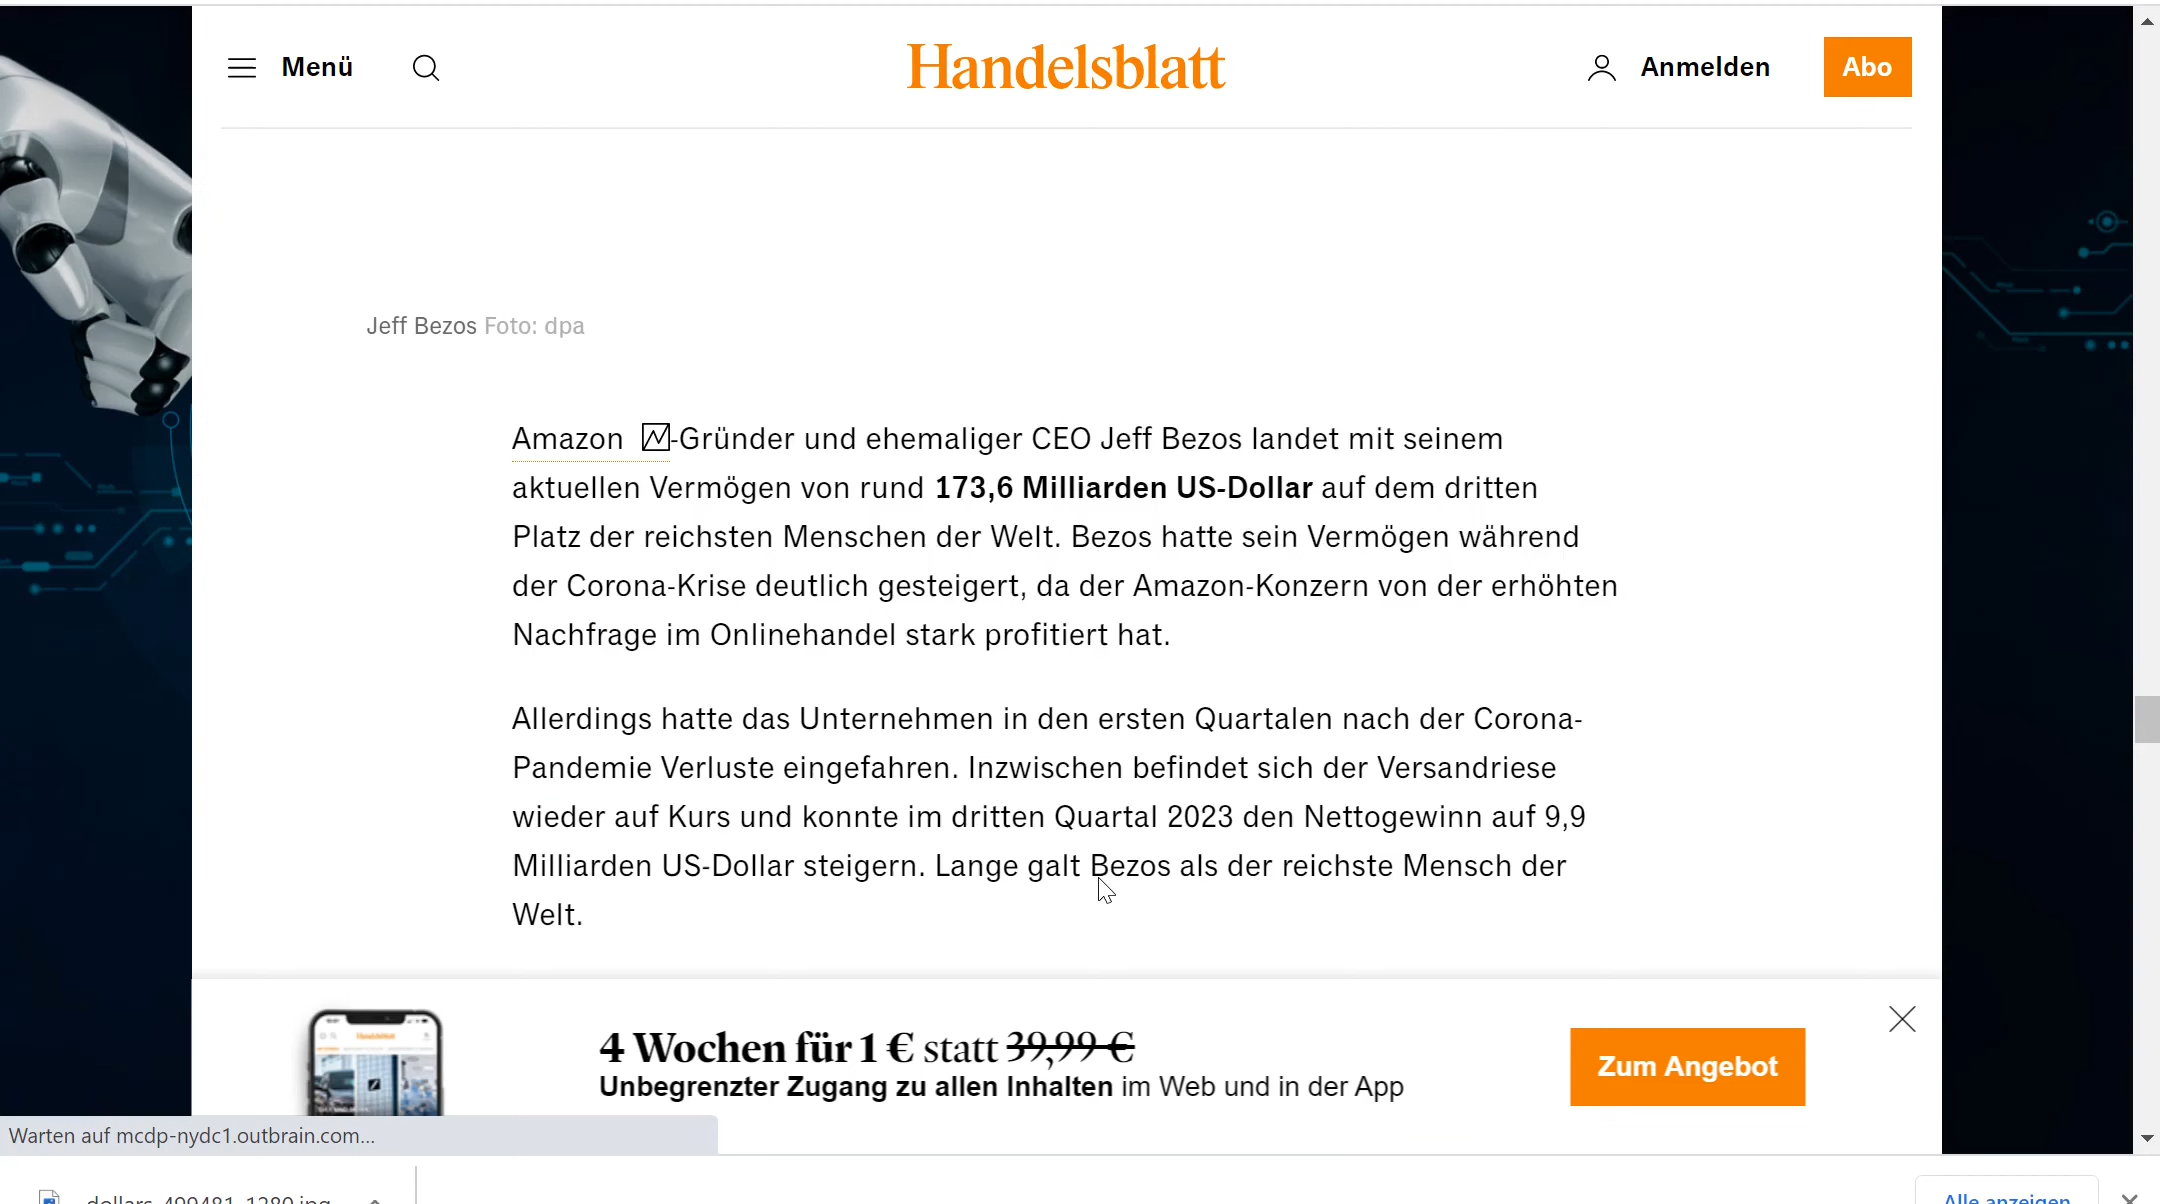 Menü
Handelsblatt
Anmelden
Abo
Jeff Bezos Foto: dpa
Amazon -Gründer und ehemaliger CEO Jeff Bezos landet mit seinem
aktuellen Vermögen von rund 173,6 Milliarden US-Dollar auf dem dritten
Platz der reichsten Menschen der Welt. Bezos hatte sein Vermögen während
der Corona-Krise deutlich gesteigert, da der Amazon-Konzern von der erhöhten
Nachfrage im Onlinehandel stark profitiert hat.
Allerdings hatte das Unternehmen in den ersten Quartalen nach der Corona-
Pandemie Verluste eingefahren. Inzwischen befindet sich der Versandriese
wieder auf Kurs und konnte im dritten Quartal 2023 den Nettogewinn auf 9,9
Milliarden US-Dollar steigern. Lange galt Bezos als der reichste Mensch der
Welt.
4 Wochen für 1 € statt 39,99 €
Unbegrenzter Zugang zu allen Inhalten im Web und in der App
Zum Angebot
Warten auf mcdp-nydc1.outbrain.com...
dollars-499481_1280.jpg
Alle anzeigen